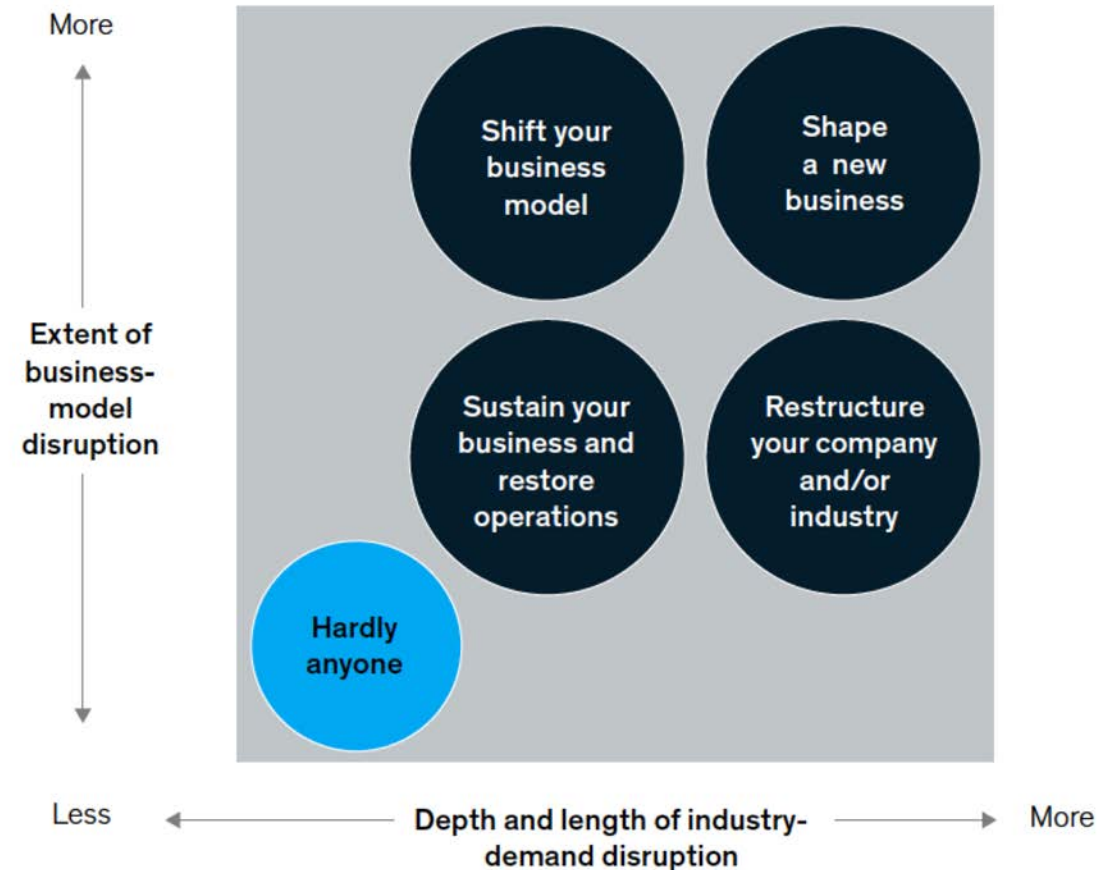 More
Shift your
business
model
Shape
a new
business
Extent of
business-
model
disruption
Sustain your
business and
restore
operations
Restructure
your company
and/or
industry
Hardly
anyone
Less
Depth and length of industry-
demand disruption
More